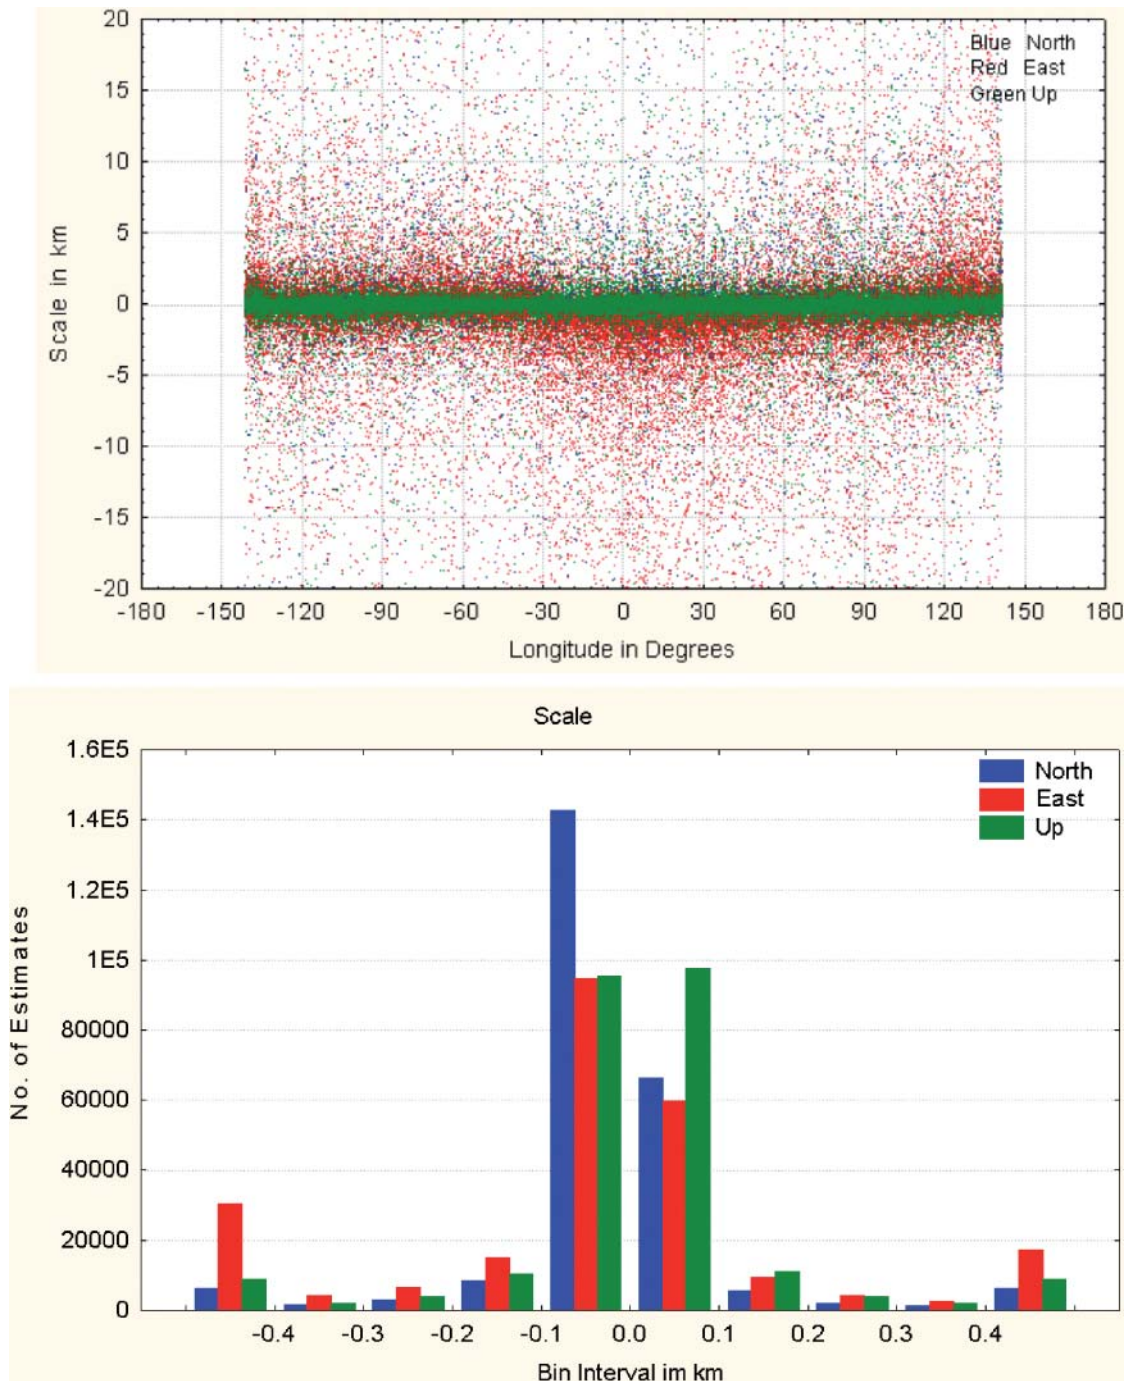 20
15
10
5
0
-5
-10
-15
-20
Scale in km
Blue North
Red East
Green Up
-180 -150 -120 -90 -60 -30 0 30 60 90 120 150 180
Longitude in Degrees
Scale
1.6E5
1.4E5
1.2E5
1E5
80000
60000
40000
20000
0
No. of Estimates
North
East
Up
-0.4 -0.3 -0.2 -0.1 0.0 0.1 0.2 0.3 0.4
Bin Interval im km